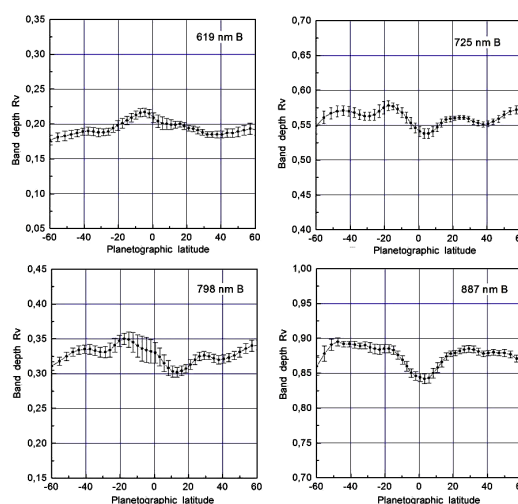 0,35
0,30
0,25
0,20
0,15
0,10
0,05
Band depth Rv
619 nm B
-60 -40 -20 0 20 40 60
Planetographic latitude
0,70
0,65
0,60
0,55
0,50
0,45
0,40
Band depth Rv
725 nm B
-60 -40 -20 0 20 40 60
Planetographic latitude
0,45
0,40
0,35
0,30
0,25
0,20
0,15
Band depth Rv
798 nm B
-60 -40 -20 0 20 40 60
Planetographic latitude
1,00
0,95
0,90
0,85
0,80
0,75
0,70
Band depth Rv
887 nm B
-60 -40 -20 0 20 40 60
Planetographic latitude